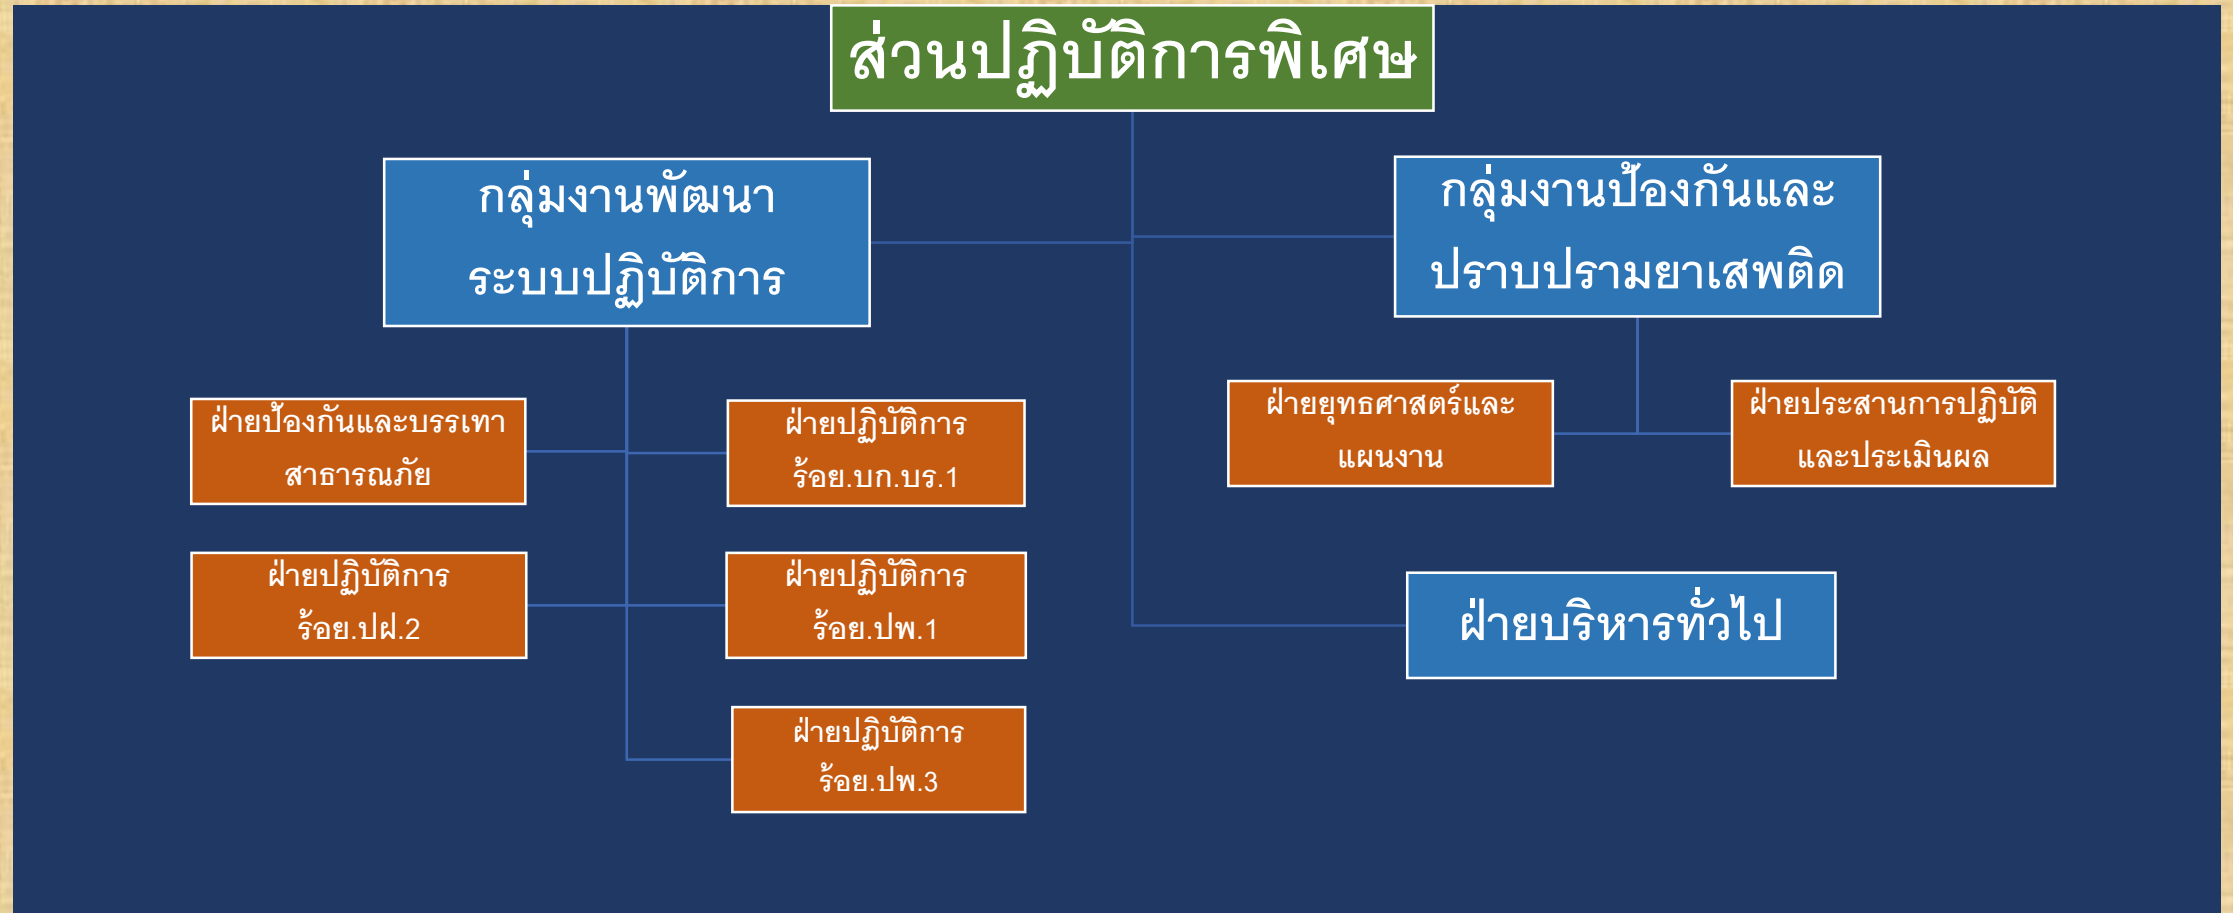 ส่วนปฏิบัติการพิเศษ
กลุ่มงานพัฒนา
ระบบปฏิบัติการ
กลุ่มงานป้องกันและ
ปราบปรามยาเสพติด
ฝ่ายป้องกันและบรรเทา
สาธารณภัย
ฝ่ายปฏิบัติการ
ร้อย.บก.บร.1
ฝ่ายยุทธศาสตร์และ
แผนงาน
ฝ่ายประสานการปฏิบัติ
และประเมินผล
ฝ่ายปฏิบัติการ
ร้อย.ปฝ.2
ฝ่ายปฏิบัติการ
ร้อย.ปพ.1
ฝ่ายบริหารทั่วไป
ฝ่ายปฏิบัติการ
ร้อย.ปพ.3